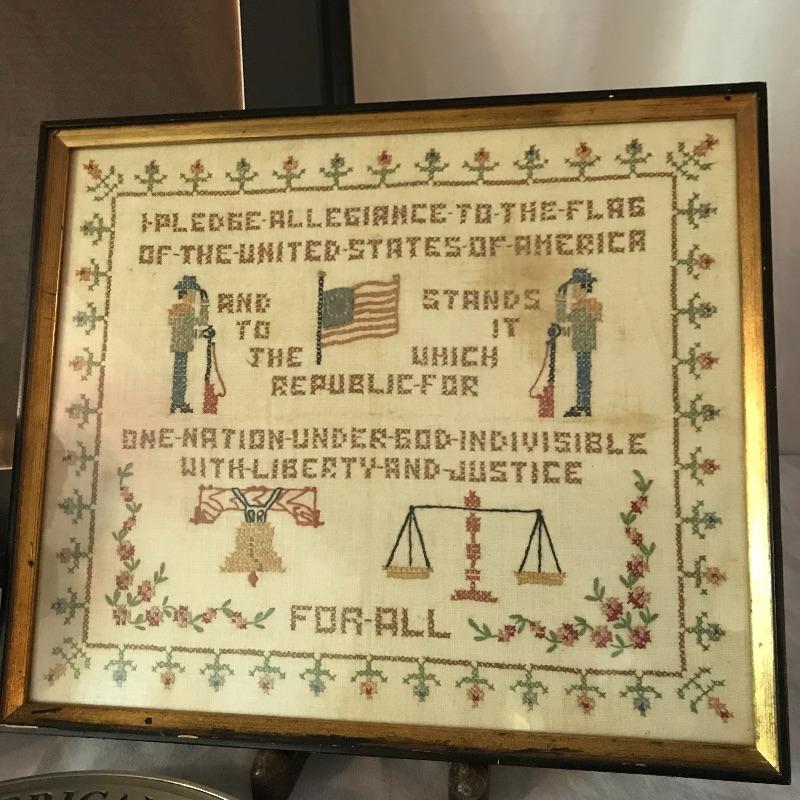 I·PLEDGE·ALLEGIANCE·TO·THE·FLAG
OF·THE·UNITED·STATES·OF·AMERICA
AND STANDS
TO IT
THE WHICH
REPUBLIC·FOR
ONE·NATION·UNDER·GOD·INDIVISIBLE
WITH·LIBERTY·AND·JUSTICE
FOR·ALL